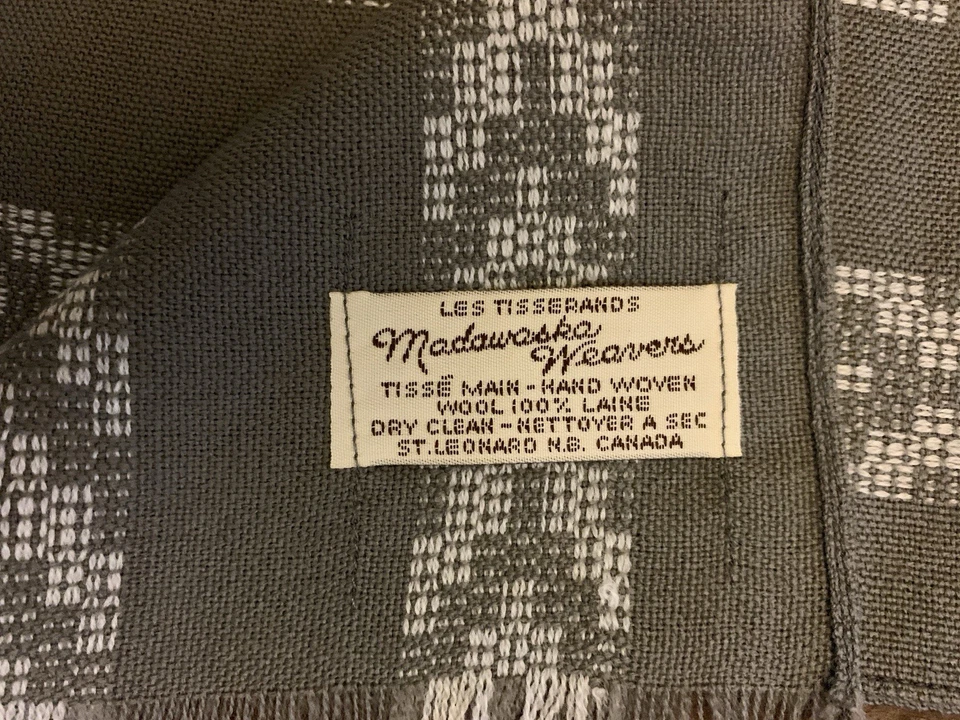 LES TISSERANDS
Madawaska
Weavers
TISSÉ MAIN - HAND WOVEN
WOOL 100% LAINE
DRY CLEAN - NETTOYER A SEC
ST. LEONARD N.B. CANADA